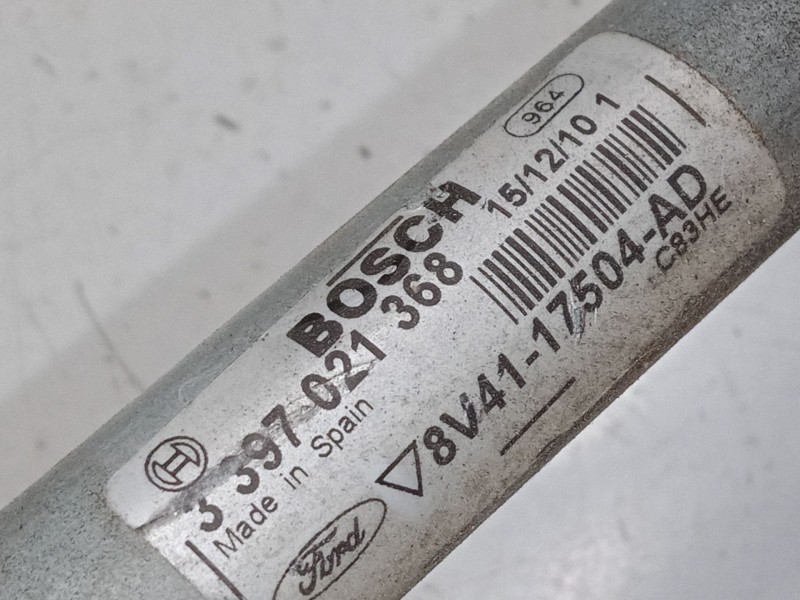 964
15/12/10 1
BOSCH
3 397 021 368
8V41-17504-AD
C83HE
Made in Spain
Ford